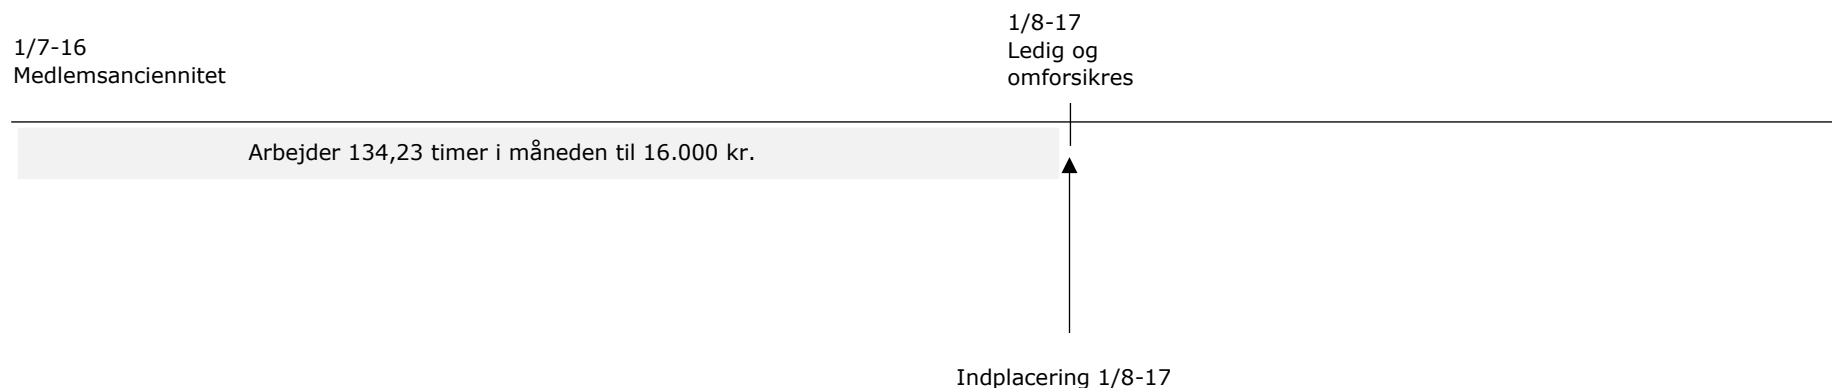 1/7-16
Medlemsanciennitet
1/8-17
Ledig og
omforsikres
Arbejder 134,23 timer i måneden til 16.000 kr.
Indplacering 1/8-17